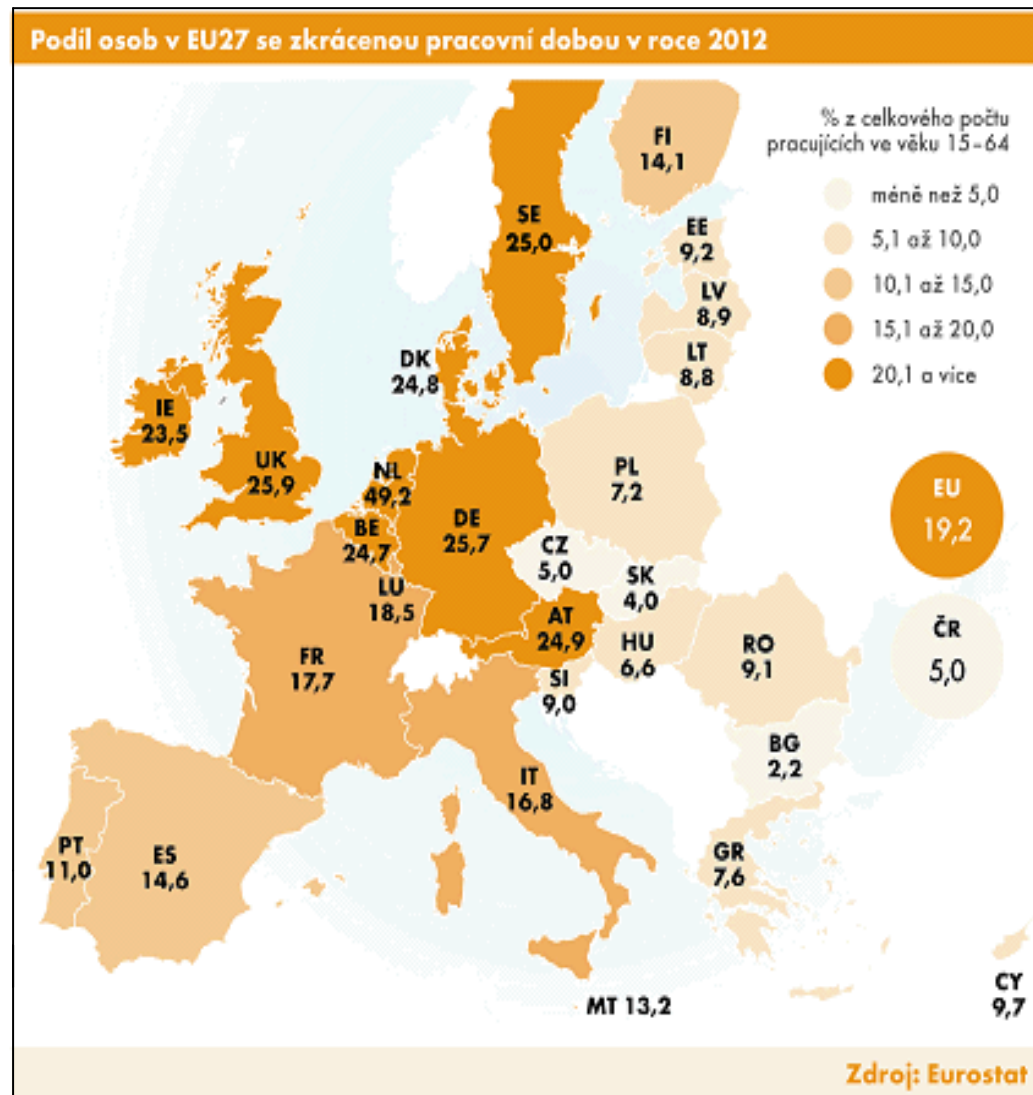 Podíl osob v EU27 se zkrácenou pracovní dobou v roce 2012
% z celkového počtu
pracujících ve věku 15–64
méně než 5,0
5,1 až 10,0
10,1 až 15,0
15,1 až 20,0
20,1 a více
FI
14,1
SE
25,0
EE
9,2
LV
8,9
LT
8,8
DK
24,8
IE
23,5
UK
25,9
NL
49,2
BE
24,7
LU
18,5
DE
25,7
PL
7,2
CZ
5,0
SK
4,0
AT
24,9
HU
6,6
SI
9,0
RO
9,1
BG
2,2
FR
17,7
IT
16,8
PT
11,0
ES
14,6
GR
7,6
MT 13,2
CY
9,7
EU
19,2
ČR
5,0
Zdroj: Eurostat